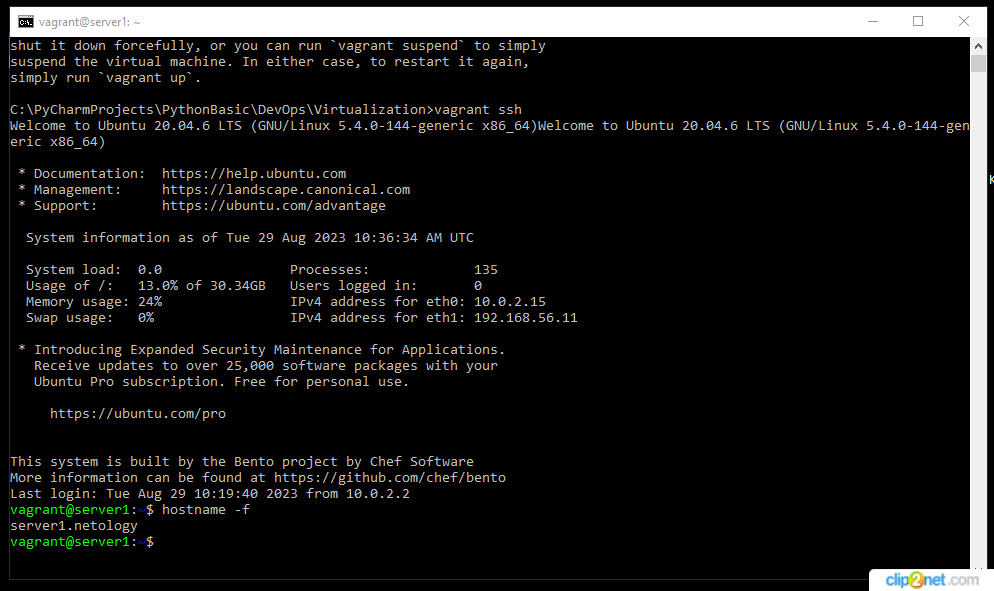 vagrant@server1: ~
shut it down forcefully, or you can run `vagrant suspend` to simply
suspend the virtual machine. In either case, to restart it again,
simply run `vagrant up`.
C:\PyCharmProjects\PythonBasic\DevOps\Virtualization>vagrant ssh
Welcome to Ubuntu 20.04.6 LTS (GNU/Linux 5.4.0-144-generic x86_64)Welcome to Ubuntu 20.04.6 LTS (GNU/Linux 5.4.0-144-gen
eric x86_64)
* Documentation:  https://help.ubuntu.com
* Management:     https://landscape.canonical.com
* Support:        https://ubuntu.com/advantage
System information as of Tue 29 Aug 2023 10:36:34 AM UTC
System load:  0.0                Processes:             135
Usage of /:   13.0% of 30.34GB   Users logged in:       0
Memory usage: 24%                IPv4 address for eth0: 10.0.2.15
Swap usage:   0%                 IPv4 address for eth1: 192.168.56.11
* Introducing Expanded Security Maintenance for Applications.
Receive updates to over 25,000 software packages with your
Ubuntu Pro subscription. Free for personal use.
https://ubuntu.com/pro
This system is built by the Bento project by Chef Software
More information can be found at https://github.com/chef/bento
Last login: Tue Aug 29 10:19:40 2023 from 10.0.2.2
vagrant@server1:~$ hostname -f
server1.netology
vagrant@server1:~$
clip2net.com